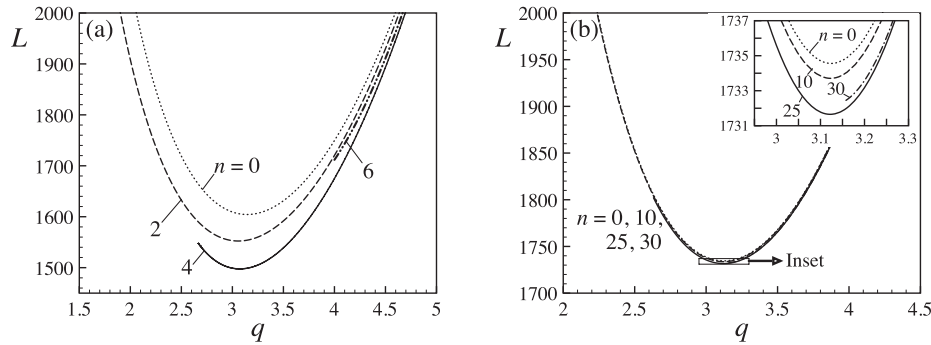 2000
1900
1800
1700
1600
1500
L
(a)
n = 0
2
4
6
1.5 2 2.5 3 3.5 4 4.5 5
q
2000
1950
1900
1850
1800
1750
1700
L
(b)
n = 0, 10,
25, 30
Inset
2 2.5 3 3.5 4 4.5
q
1737
1735
1733
1731
n = 0
10
30
25
3 3.1 3.2 3.3